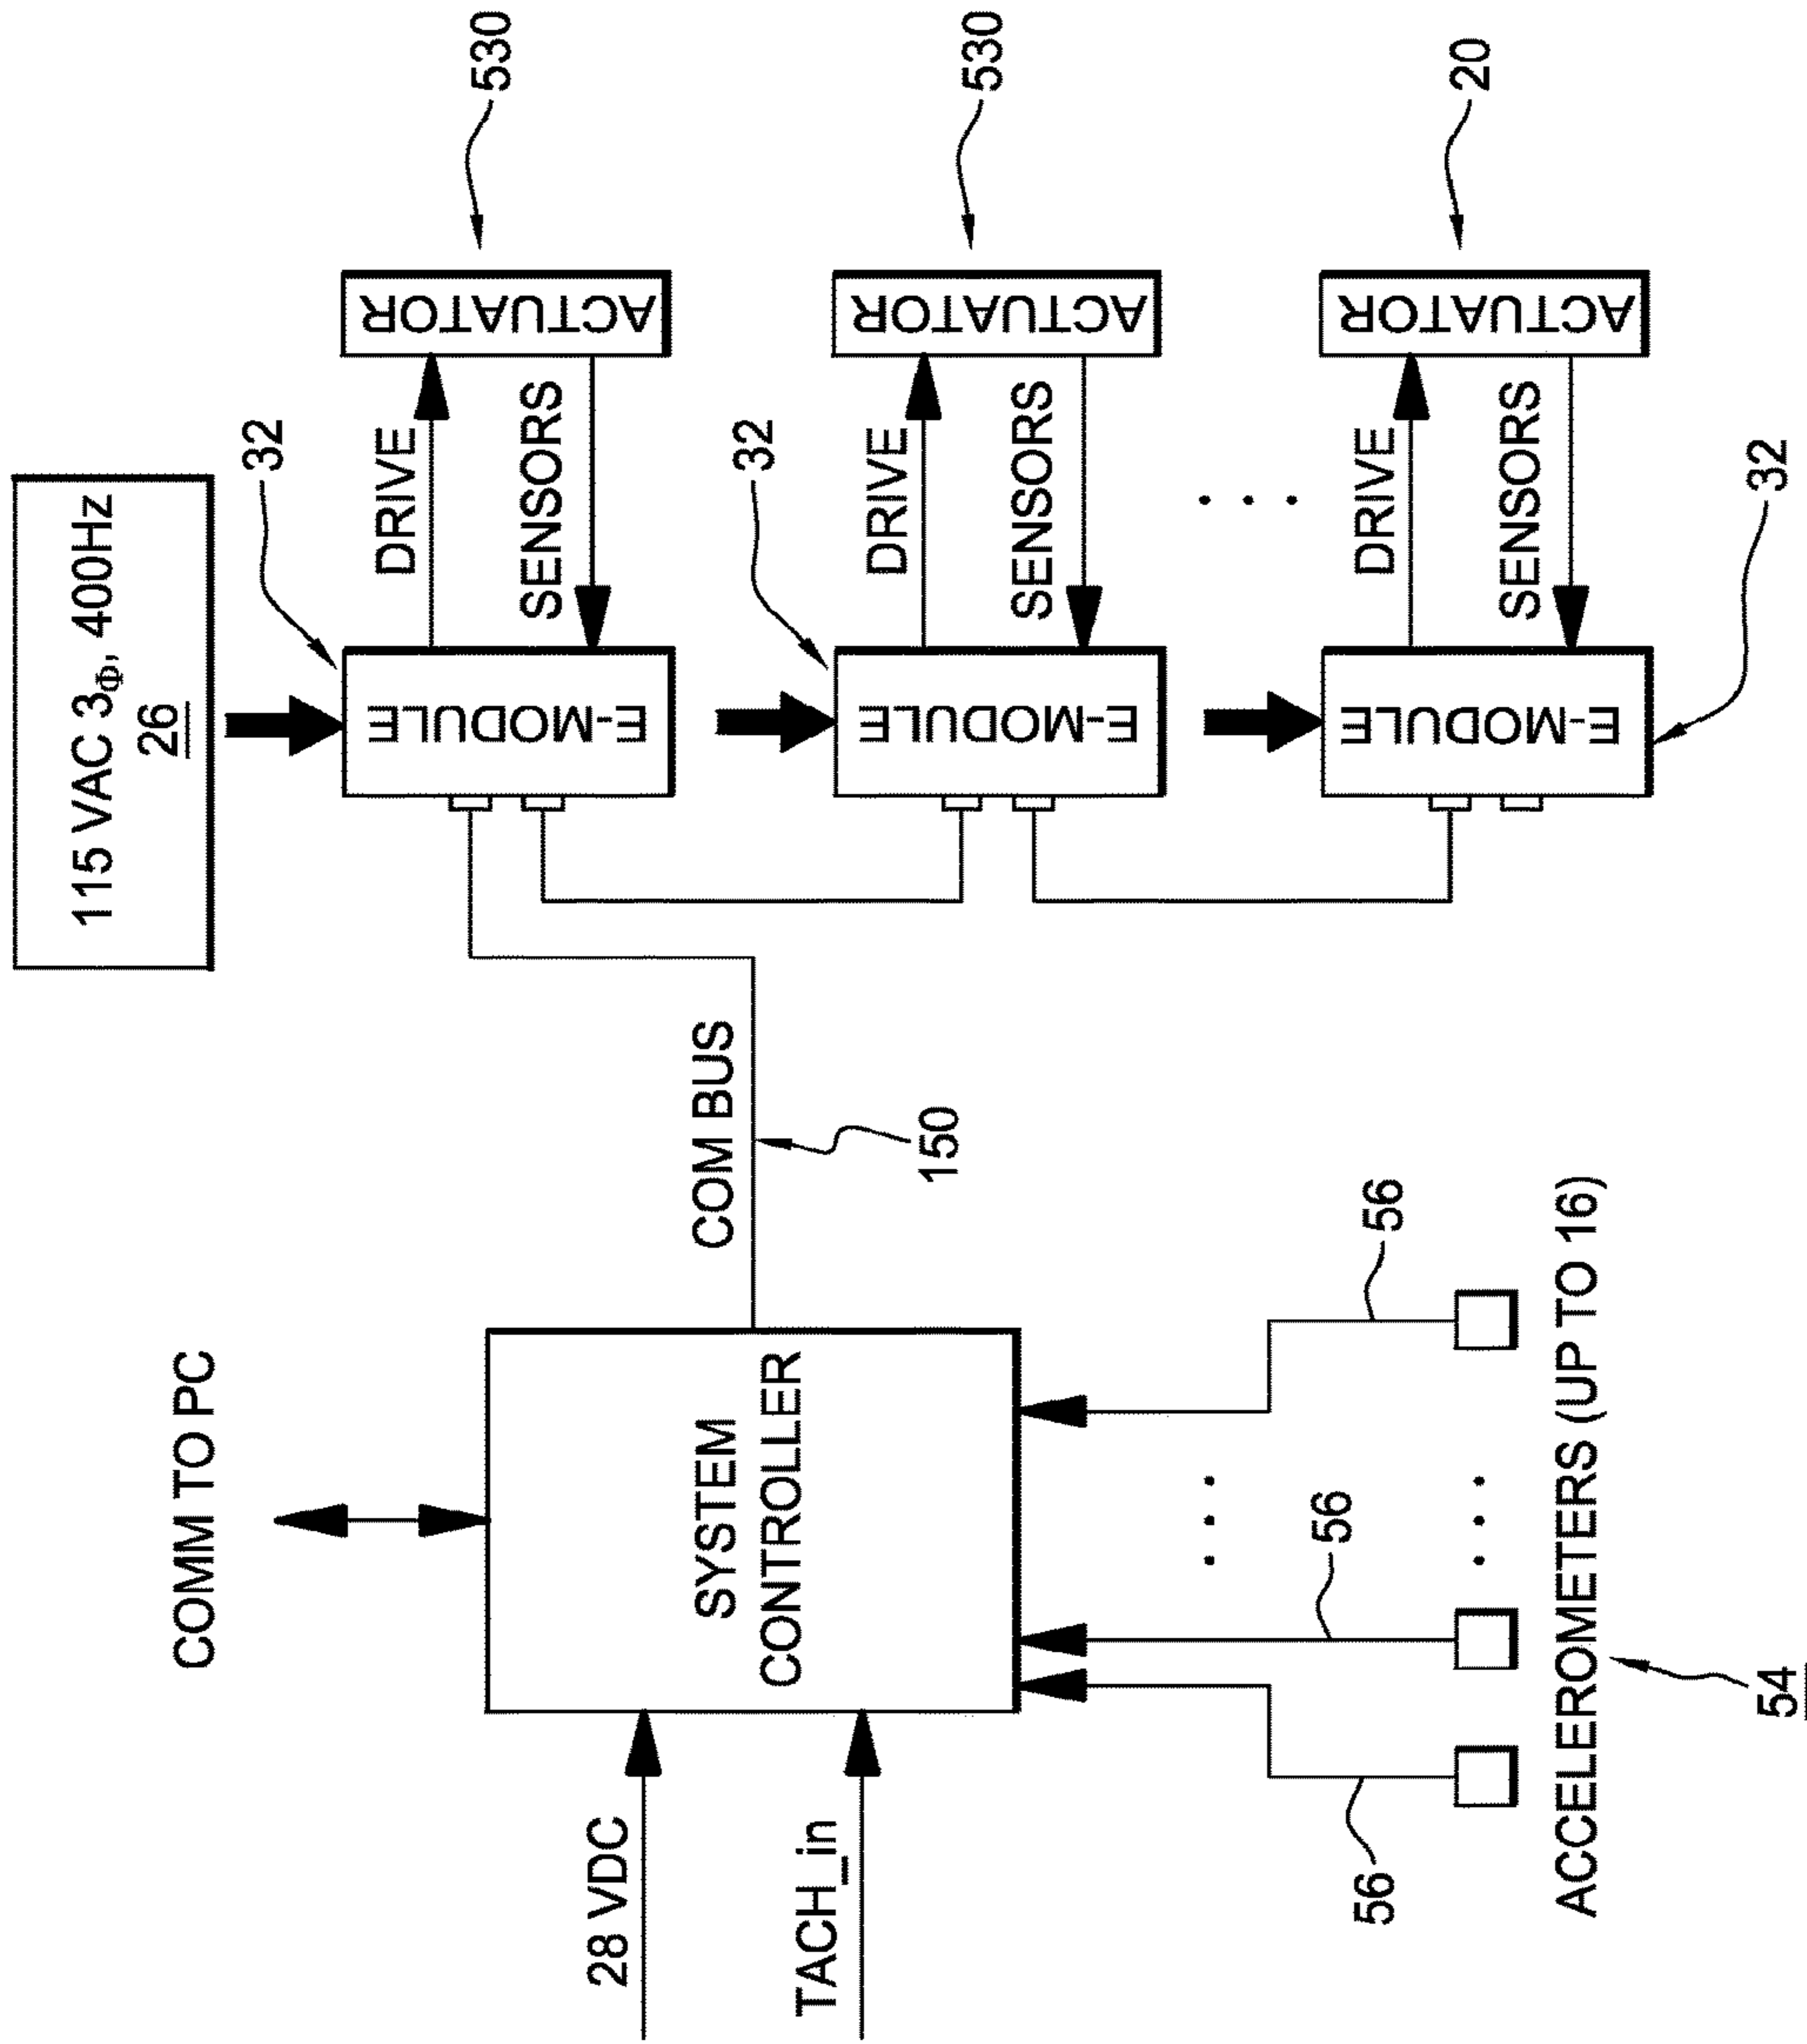 115 VAC 3Φ, 400Hz
26
COMM TO PC
28 VDC
TACH_in
SYSTEM
CONTROLLER
COM BUS
150
32
E-MODULE
DRIVE
SENSORS
ACTUATOR
530
32
E-MODULE
DRIVE
SENSORS
ACTUATOR
530
. . .
32
E-MODULE
DRIVE
SENSORS
ACTUATOR
20
56
56
56
. . .
. . .
ACCELEROMETERS (UP TO 16)
54